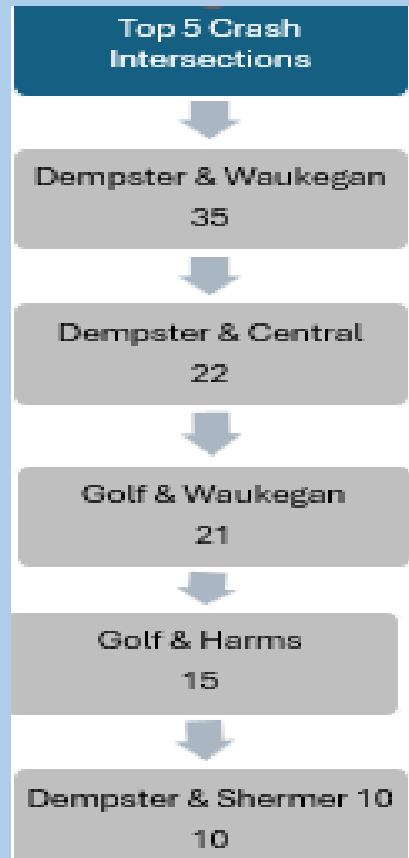 Top 5 Crash
Intersections
Dempster & Waukegan
35
Dempster & Central
22
Golf & Waukegan
21
Golf & Harms
15
Dempster & Shermer 10
10